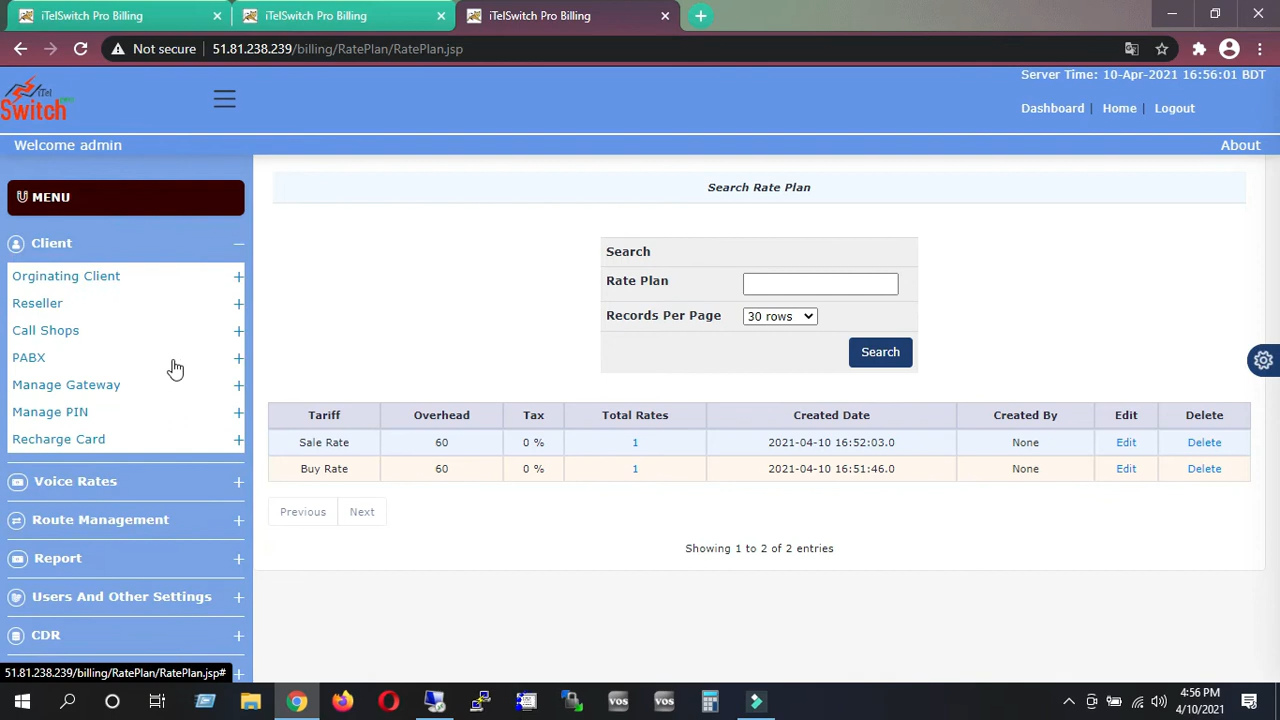 iTelSwitch Pro Billing
iTelSwitch Pro Billing
iTelSwitch Pro Billing
Not secure
51.81.238.239/billing/RatePlan/RatePlan.jsp
iTel
Switch
Server Time: 10-Apr-2021 16:56:01 BDT
Dashboard | Home | Logout
Welcome admin
About
MENU
Client
Orginating Client
Reseller
Call Shops
PABX
Manage Gateway
Manage PIN
Recharge Card
Voice Rates
Route Management
Report
Users And Other Settings
CDR
51.81.238.239/billing/RatePlan/RatePlan.jsp#
Search Rate Plan
Search
Rate Plan
Records Per Page 30 rows
Search
Tariff Overhead Tax Total Rates Created Date Created By Edit Delete
Sale Rate 60 0 % 1 2021-04-10 16:52:03.0 None Edit Delete
Buy Rate 60 0 % 1 2021-04-10 16:51:46.0 None Edit Delete
Previous Next
Showing 1 to 2 of 2 entries
VOS
VOS
4:56 PM
4/10/2021